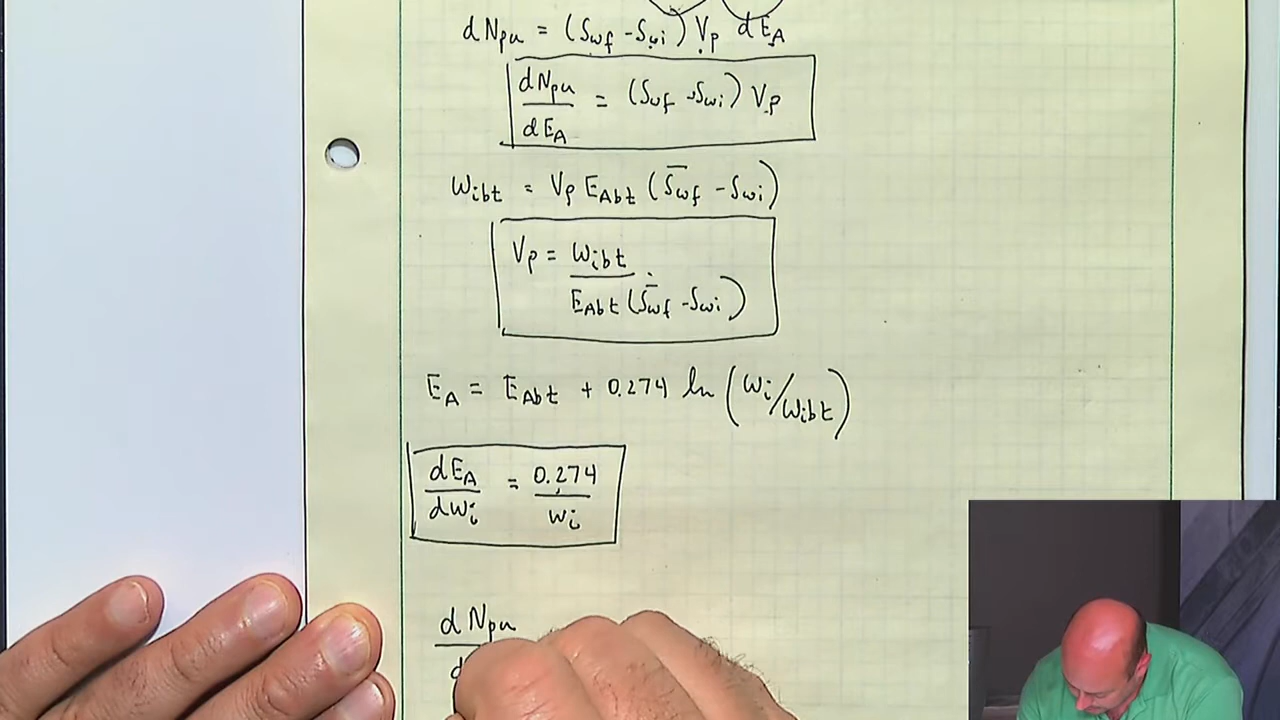 dNpu = (Swf - Swi) Vp dEA
dNpu/dEA = (Swf - Swi) Vp
Wibt = Vp EAbt (S̅wf - Swi)
Vp = Wibt / EAbt (S̅wf - Swi)
EA = EAbt + 0.274 ln (Wi/Wibt)
dEA/dWi = 0.274/Wi
dNpu
d